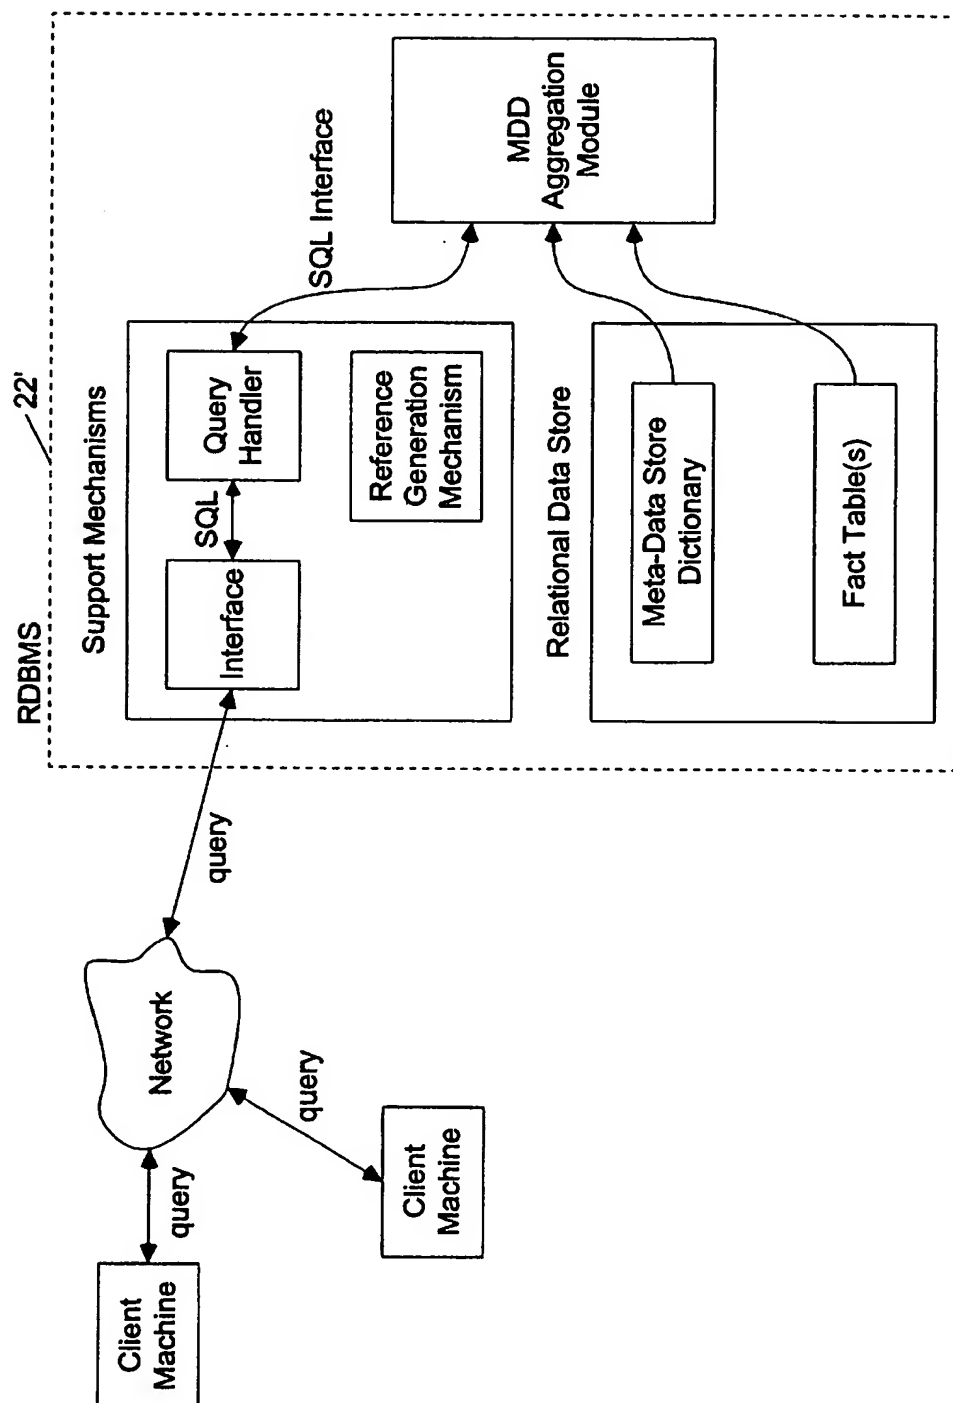 RDBMS
22'
Support Mechanisms
Interface
SQL
Query
Handler
Reference
Generation
Mechanism
SQL Interface
MDD
Aggregation
Module
Relational Data Store
Meta-Data Store
Dictionary
Fact Table(s)
query
Network
query
query
Client
Machine
Client
Machine